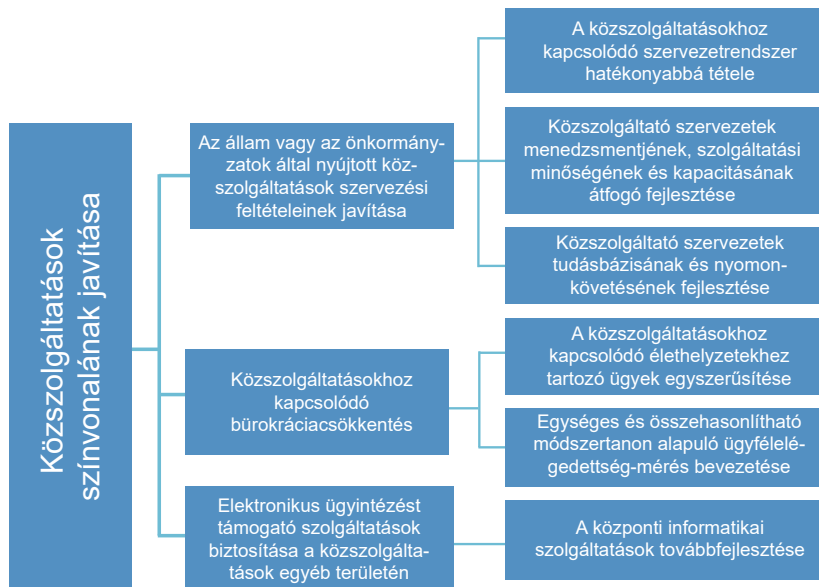 Közszolgáltatások
színvonalának javítása
Az állam vagy az önkormány-
zatok által nyújtott köz-
szolgáltatások szervezési
feltételeinek javítása
A közszolgáltatásokhoz
kapcsolódó szervezetrendszer
hatékonyabbá tétele
Közszolgáltató szervezetek
menedzsmentjének, szolgáltatási
minőségének és kapacitásának
átfogó fejlesztése
Közszolgáltató szervezetek
tudásbázisának és nyomon-
követésének fejlesztése
Közszolgáltatásokhoz
kapcsolódó
bürokráciacsökkentés
A közszolgáltatásokhoz
kapcsolódó élethelyzetekhez
tartozó ügyek egyszerűsítése
Egységes és összehasonlítható
módszertanon alapuló ügyfélelé-
gedettség-mérés bevezetése
Elektronikus ügyintézést
támogató szolgáltatások
biztosítása a közszolgálta-
tások egyéb területén
A központi informatikai
szolgáltatások továbbfejlesztése